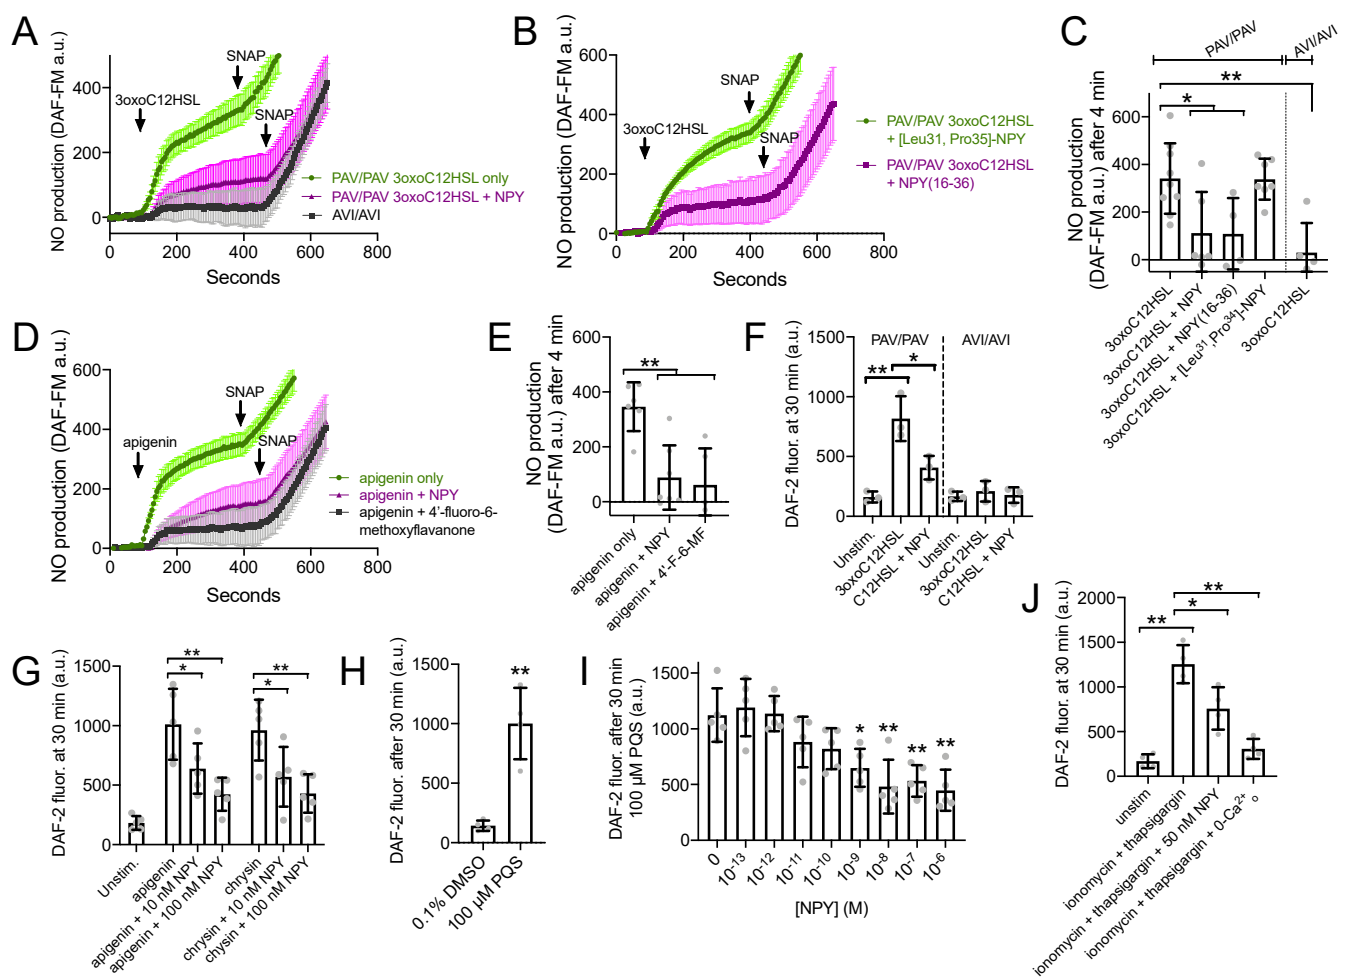 A
NO production (DAF-FM a.u.)
400
200
0
0
200
400
600
800
Seconds
3oxoC12HSL
SNAP
SNAP
PAV/PAV 3oxoC12HSL only
PAV/PAV 3oxoC12HSL + NPY
AVI/AVI
B
NO production (DAF-FM a.u.)
600
400
200
0
0
200
400
600
800
Seconds
3oxoC12HSL
SNAP
SNAP
PAV/PAV 3oxoC12HSL
+ [Leu31, Pro35]-NPY
PAV/PAV 3oxoC12HSL
+ NPY(16-36)
C
PAV/PAV
AVI/AVI
**
*
NO production
(DAF-FM a.u.) after 4 min
600
400
200
0
3oxoC12HSL
3oxoC12HSL + NPY
3oxoC12HSL + NPY(16-36)
3oxoC12HSL + [Leu³¹,Pro³⁴]-NPY
3oxoC12HSL
D
NO production (DAF-FM a.u.)
600
400
200
0
0
200
400
600
800
Seconds
apigenin
SNAP
SNAP
apigenin only
apigenin + NPY
apigenin + 4'-fluoro-6-
methoxyflavanone
E
NO production
(DAF-FM a.u.) after 4 min
600
400
200
0
**
apigenin only
apigenin + NPY
apigenin + 4'-F-6-MF
F
DAF-2 fluor. at 30 min (a.u.)
1500
1000
500
0
PAV/PAV
AVI/AVI
**
*
Unstim.
3oxoC12HSL
C12HSL + NPY
Unstim.
3oxoC12HSL
C12HSL + NPY
G
DAF-2 fluor. at 30 min (a.u.)
1500
1000
500
0
**
*
**
*
Unstim.
apigenin
apigenin + 10 nM NPY
apigenin + 100 nM NPY
chrysin
chrysin + 10 nM NPY
chysin + 100 nM NPY
H
DAF-2 fluor. after 30 min (a.u.)
1500
1000
500
0
**
0.1% DMSO
100 µM PQS
I
DAF-2 fluor. after 30 min
100 µM PQS (a.u.)
1500
1000
500
0
*
**
**
**
0
10⁻¹³
10⁻¹²
10⁻¹¹
10⁻¹⁰
10⁻⁹
10⁻⁸
10⁻⁷
10⁻⁶
[NPY] (M)
J
DAF-2 fluor. at 30 min (a.u.)
2000
1500
1000
500
0
**
*
**
unstim
ionomycin + thapsigargin
ionomycin + thapsigargin + 50 nM NPY
ionomycin + thapsigargin + 0-Ca²⁺ₒ